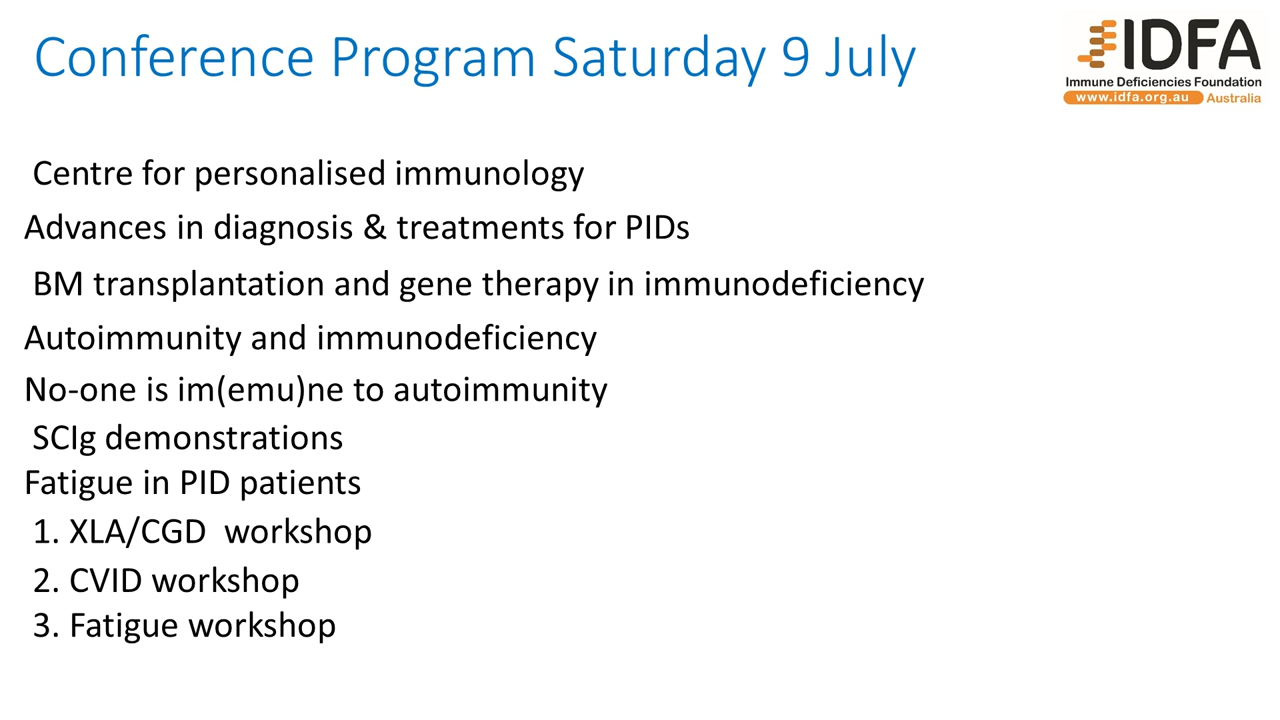 Conference Program Saturday 9 July
IDFA
Immune Deficiencies Foundation
www.idfa.org.au Australia
Centre for personalised immunology
Advances in diagnosis & treatments for PIDs
BM transplantation and gene therapy in immunodeficiency
Autoimmunity and immunodeficiency
No-one is im(emu)ne to autoimmunity
SCIg demonstrations
Fatigue in PID patients
1. XLA/CGD  workshop
2. CVID workshop
3. Fatigue workshop